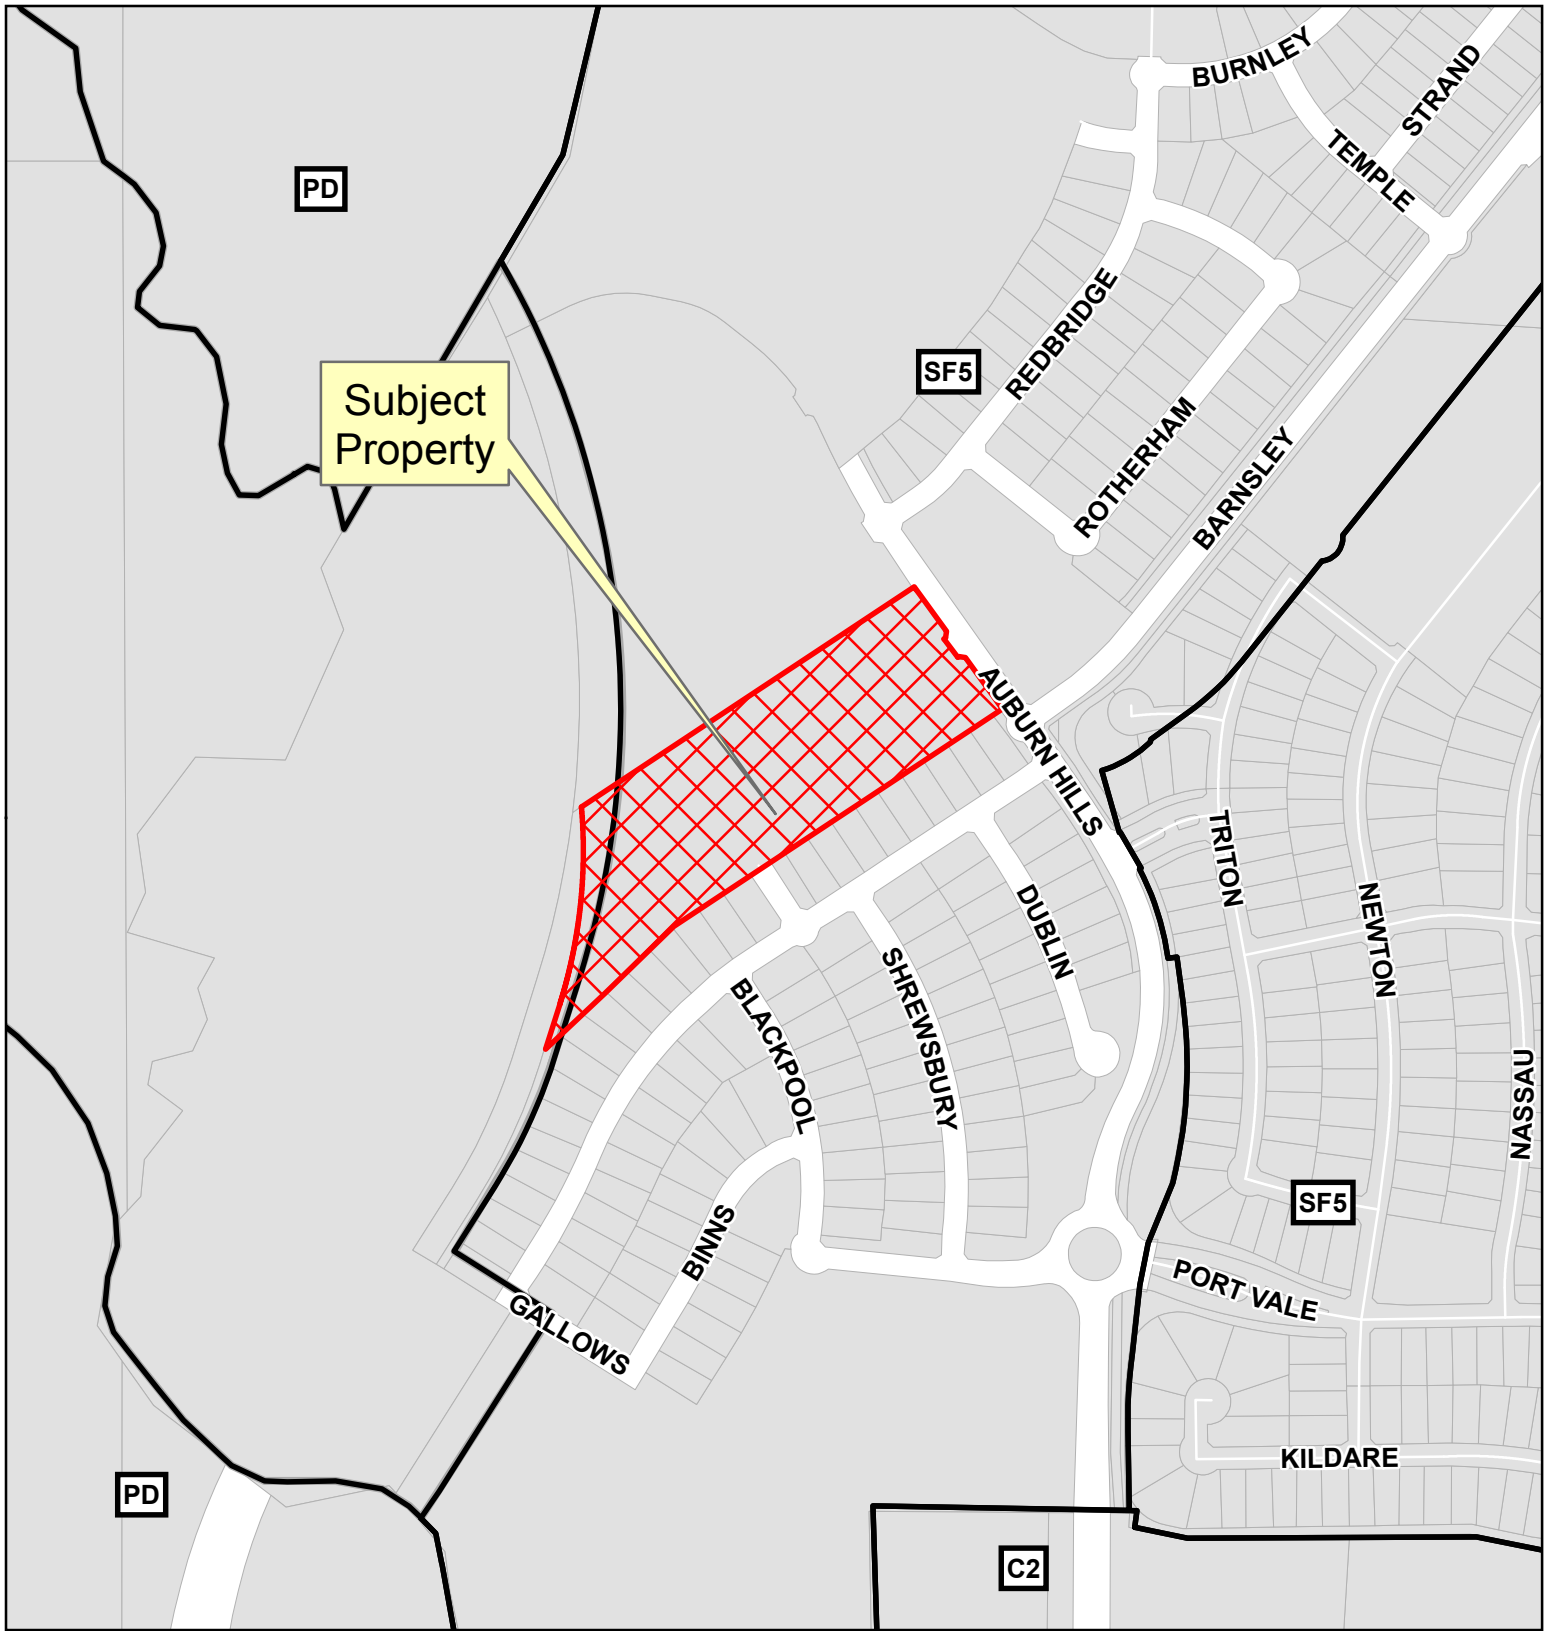 BURNLEY
STRAND
TEMPLE
PD
REDBRIDGE
SF5
Subject
Property
ROTHERHAM
BARNSLEY
AUBURN HILLS
TRITON
DUBLIN
NEWTON
SHREWSBURY
BLACKPOOL
NASSAU
BINNS
SF5
PORT VALE
GALLOWS
KILDARE
PD
C2